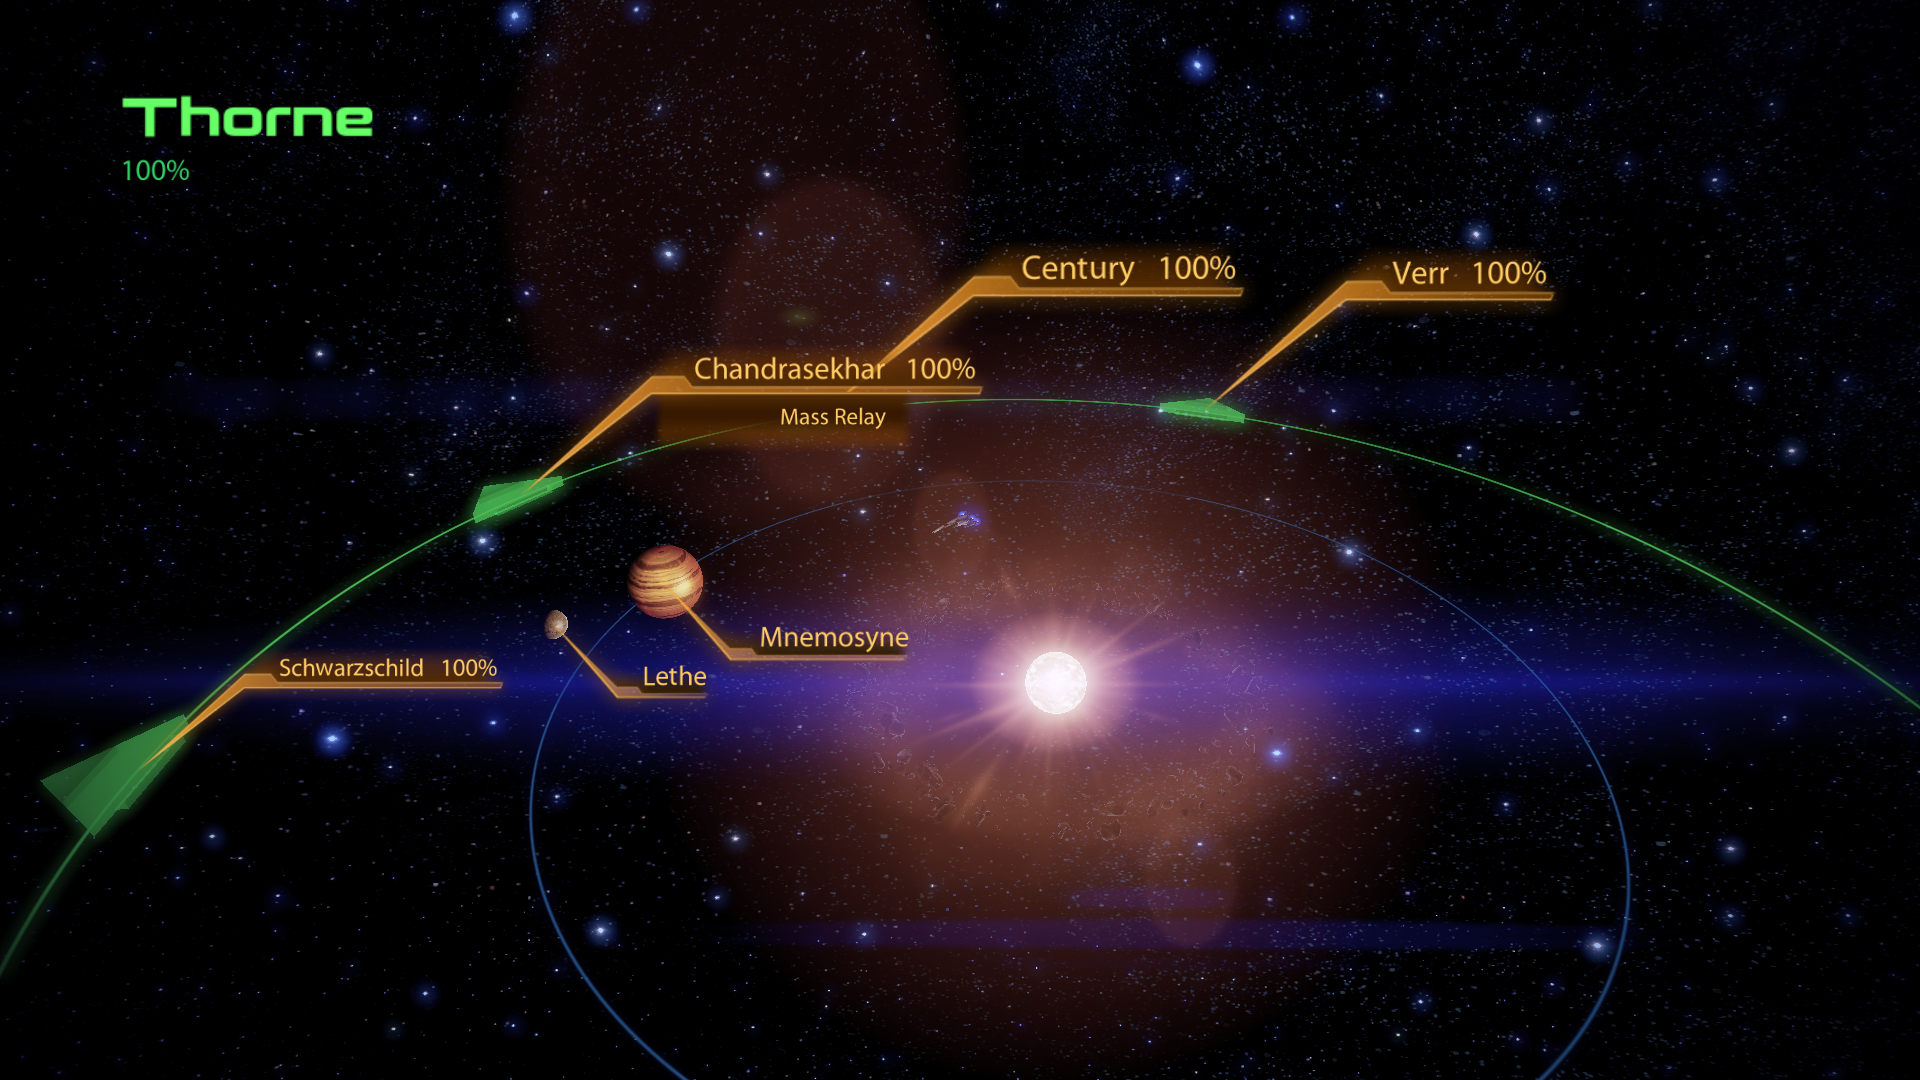 Thorne
100%
Century 100%
Verr 100%
Chandrasekhar 100%
Mass Relay
Mnemosyne
Schwarzschild 100%
Lethe